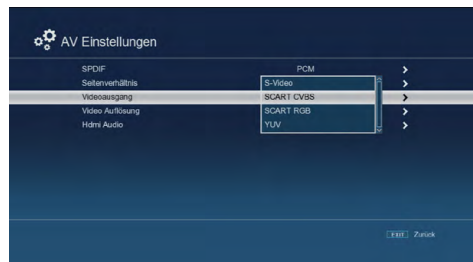 AV Einstellungen
SPDIF PCM
Seitenverhältnis S-Video
Videoausgang SCART CVBS
Video Auflösung SCART RGB
Hdmi Audio YUV
EXIT Zurück